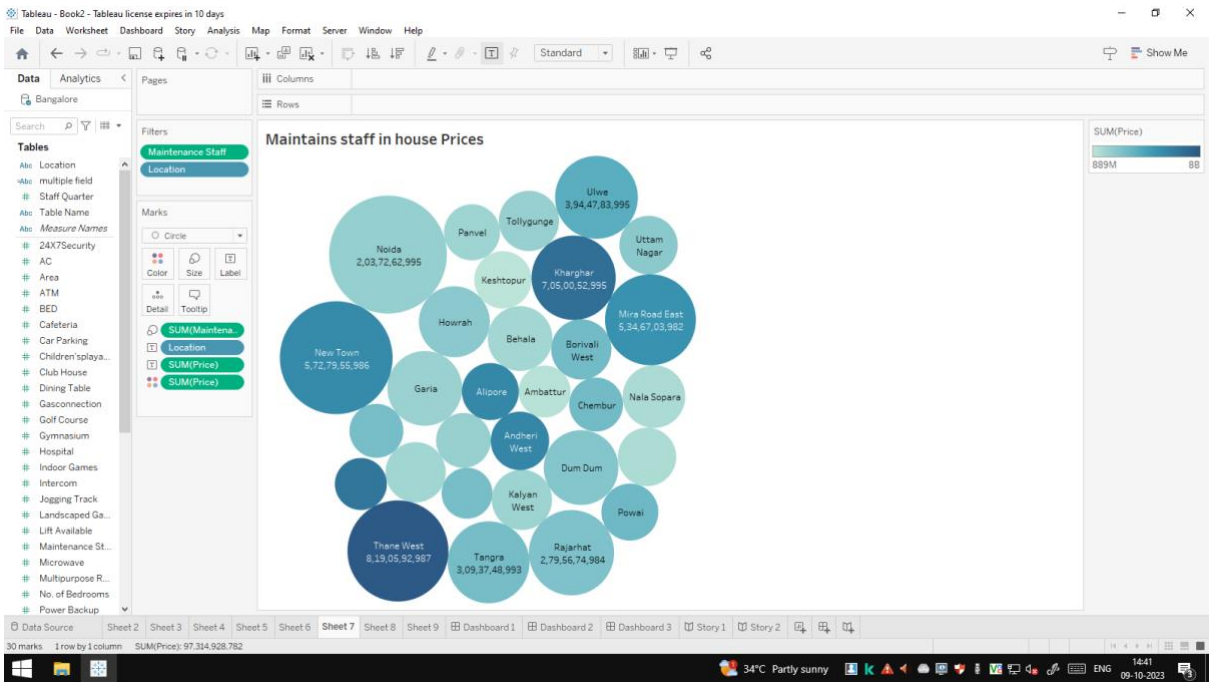 Tableau - Book2 - Tableau license expires in 10 days
File Data Worksheet Dashboard Story Analysis Map Format Server Window Help
Standard
Show Me
Data Analytics
Bangalore
Search
Tables
Abc Location
=Abc multiple field
# Staff Quarter
Abc Table Name
Abc Measure Names
# 24X7Security
# AC
# Area
# ATM
# BED
# Cafeteria
# Car Parking
# Children'splaya...
# Club House
# Dining Table
# Gasconnection
# Golf Course
# Gymnasium
# Hospital
# Indoor Games
# Intercom
# Jogging Track
# Landscaped Ga...
# Lift Available
# Maintenance St...
# Microwave
# Multipurpose R...
# No. of Bedrooms
# Power Backup
Pages
Filters
Maintenance Staff
Location
Marks
Circle
Color Size Label
Detail Tooltip
SUM(Maintena..
Location
SUM(Price)
SUM(Price)
Columns
Rows
Maintains staff in house Prices
Ulwe
3,94,47,83,995
Tollygunge
Panvel
Uttam
Nagar
Noida
2,03,72,62,995
Keshtopur
Kharghar
7,05,00,52,995
Mira Road East
5,34,67,03,982
Howrah
Behala
Borivali
West
New Town
5,72,79,55,986
Garia
Alipore
Ambattur
Chembur
Nala Sopara
Andheri
West
Dum Dum
Kalyan
West
Powai
Thane West
8,19,05,92,987
Tangra
3,09,37,48,993
Rajarhat
2,79,56,74,984
SUM(Price)
889M 8B
Data Source Sheet 2 Sheet 3 Sheet 4 Sheet 5 Sheet 6 Sheet 7 Sheet 8 Sheet 9 Dashboard 1 Dashboard 2 Dashboard 3 Story 1 Story 2
30 marks 1 row by 1 column SUM(Price): 97,314,928,782
34°C Partly sunny ENG 14:41
09-10-2023